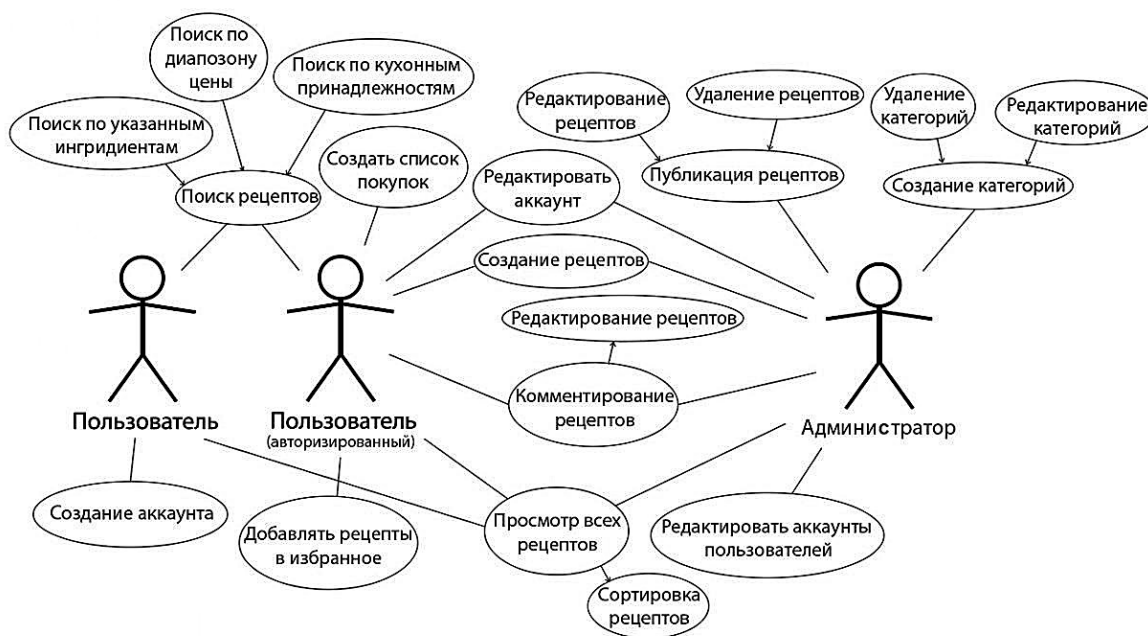 Поиск по
диапозону
цены
Поиск по кухонным
принадлежностям
Поиск по указанным
ингридиентам
Поиск рецептов
Создать список
покупок
Редактировать
аккаунт
Редактирование
рецептов
Удаление рецептов
Публикация рецептов
Удаление
категорий
Редактирование
категорий
Создание категорий
Создание рецептов
Редактирование рецептов
Комментирование
рецептов
Пользователь
Пользователь
(авторизированный)
Администратор
Создание аккаунта
Добавлять рецепты
в избранное
Просмотр всех
рецептов
Редактировать аккаунты
пользователей
Сортировка
рецептов